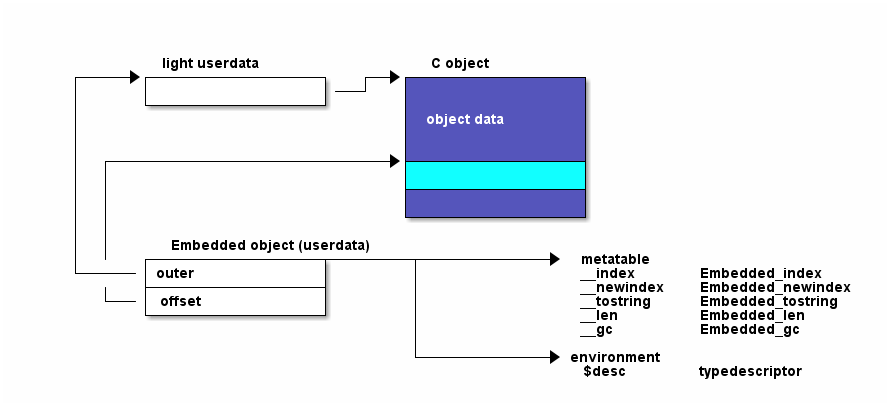 light userdata
C object
object data
Embedded object (userdata)
outer
offset
metatable
__index Embedded_index
__newindex Embedded_newindex
__tostring Embedded_tostring
__len Embedded_len
__gc Embedded_gc
environment
$desc typedescriptor